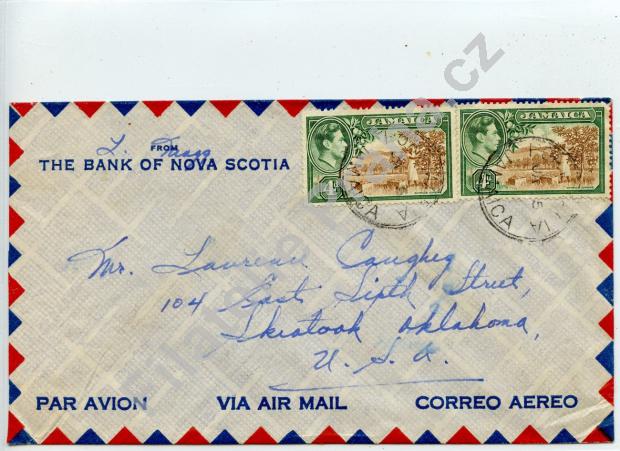 FROM
THE BANK OF NOVA SCOTIA
JAMAICA
JAMAICA
Mr. Lawrence Caughey
104 East Sixth Street,
Skiatook Oklahoma,
U. S. A.
PAR AVION VIA AIR MAIL CORREO AEREO